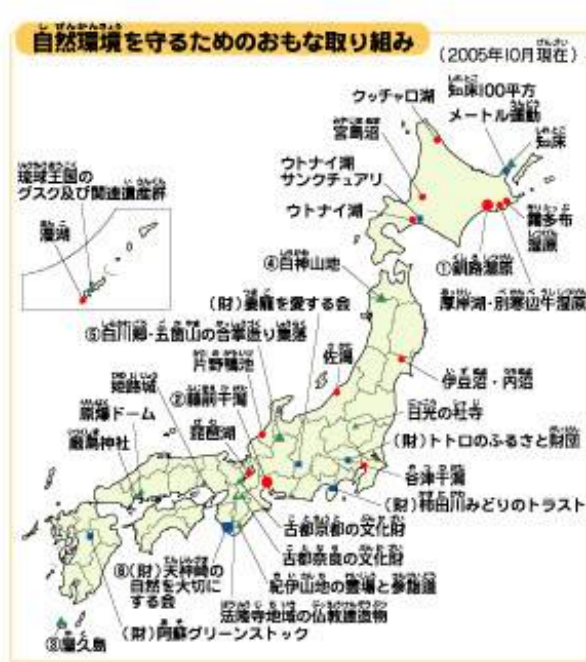 自然環境を守るためのおもな取り組み
(2005年10月現在)
クッチャロ湖
知床100平方
メートル運動
宮島沼
知床
琉球王国の
グスク及び関連遺産群
ウトナイ湖
サンクチュアリ
漫湖
ウトナイ湖
霧多布
湿原
①釧路湿原
④白神山地
厚岸湖・別寒辺牛湿原
(財)妻籠を愛する会
⑤白川郷・五箇山の合掌造り集落
片野鴨池
佐潟
伊豆沼・内沼
姫路城
②藤前干潟
日光の社寺
原爆ドーム
琵琶湖
(財)トトロのふるさと財団
厳島神社
谷津干潟
(財)柿田川みどりのトラスト
古都京都の文化財
古都奈良の文化財
⑥(財)天神崎の
自然を大切に
する会
紀伊山地の霊場と参詣道
法隆寺地域の仏教建造物
(財)阿蘇グリーンストック
③屋久島